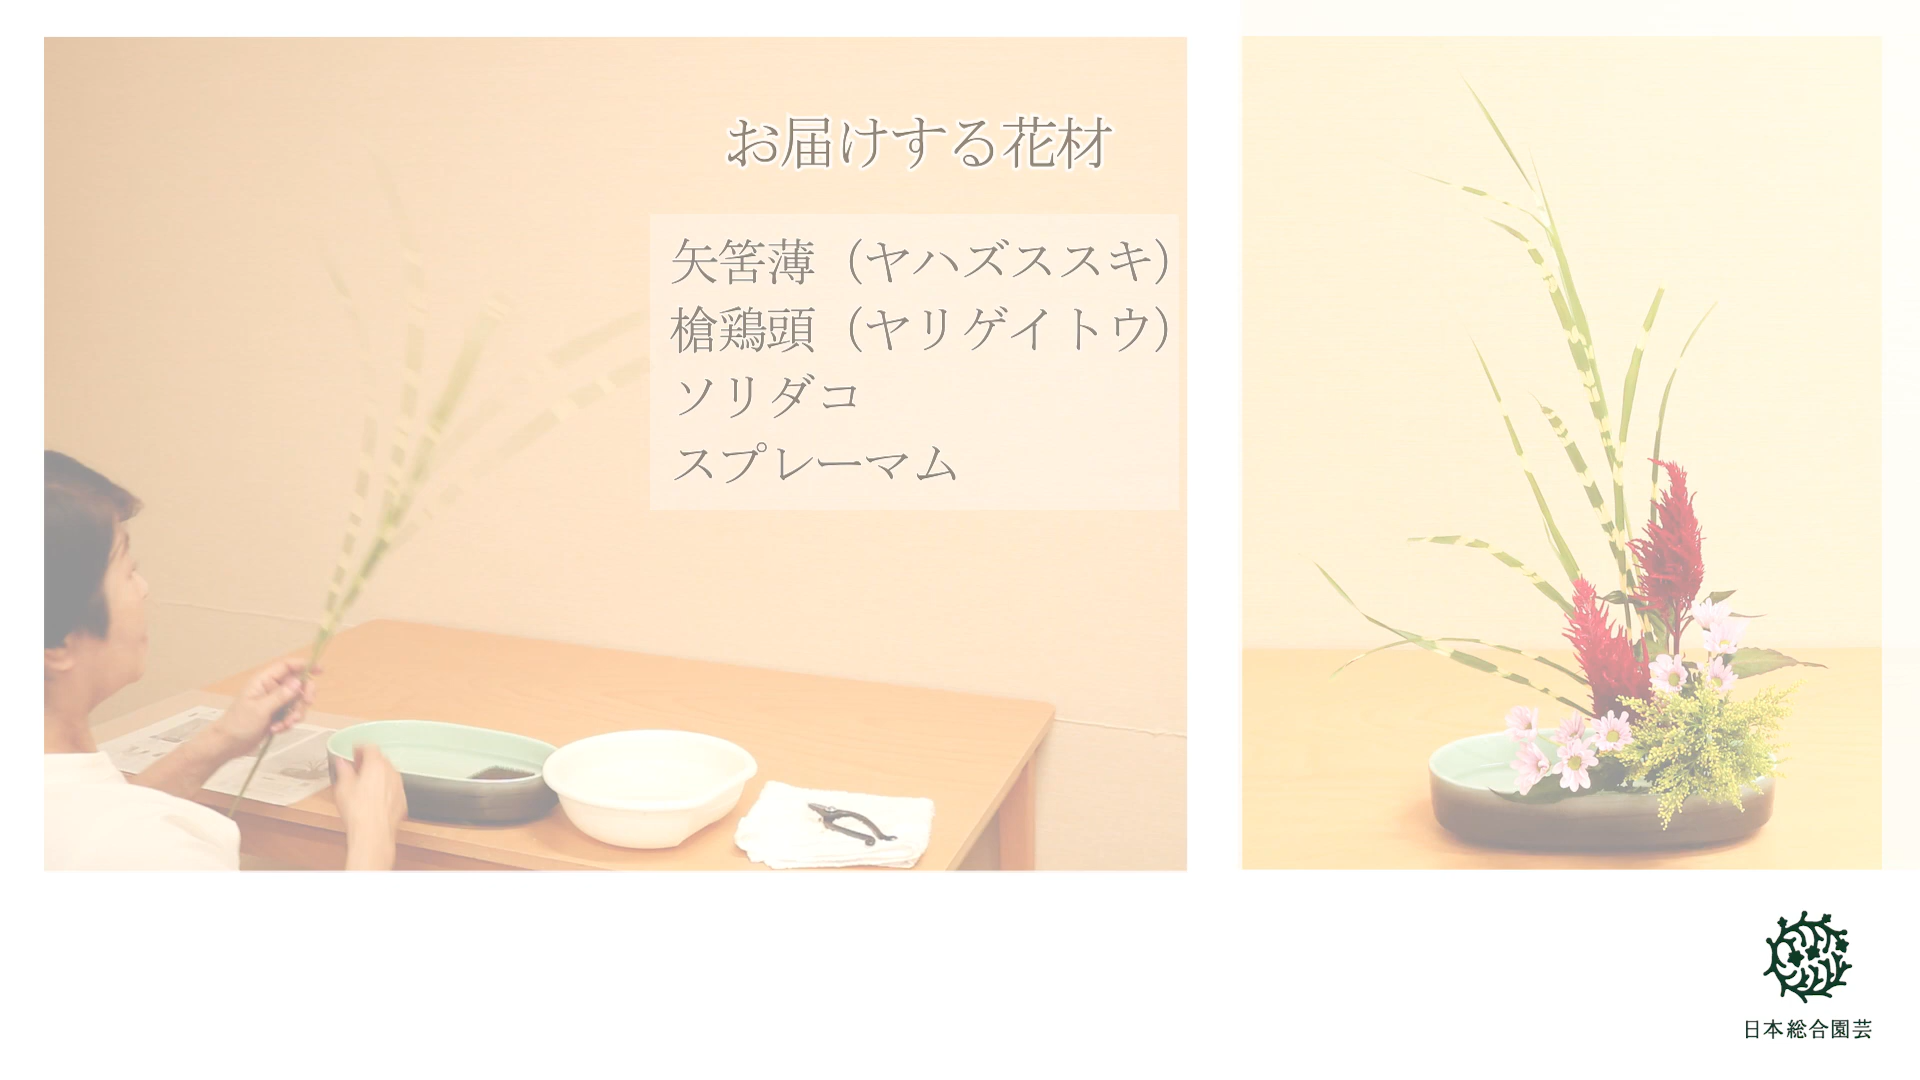 お届けする花材
矢筈薄（ヤハズススキ）
槍鶏頭（ヤリゲイトウ）
ソリダコ
スプレーマム
日本総合園芸